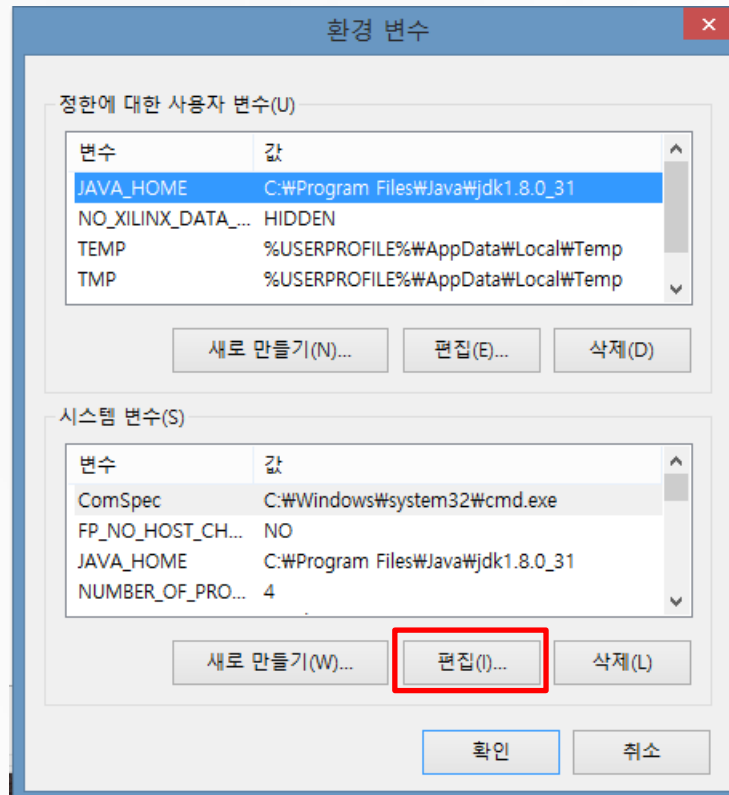 환경 변수
정한에 대한 사용자 변수(U)
변수 값
JAVA_HOME C:₩Program Files₩Java₩jdk1.8.0_31
NO_XILINX_DATA_... HIDDEN
TEMP %USERPROFILE%₩AppData₩Local₩Temp
TMP %USERPROFILE%₩AppData₩Local₩Temp
새로 만들기(N)... 편집(E)... 삭제(D)
시스템 변수(S)
변수 값
ComSpec C:₩Windows₩system32₩cmd.exe
FP_NO_HOST_CH... NO
JAVA_HOME C:₩Program Files₩Java₩jdk1.8.0_31
NUMBER_OF_PRO... 4
새로 만들기(W)... 편집(I)... 삭제(L)
확인 취소